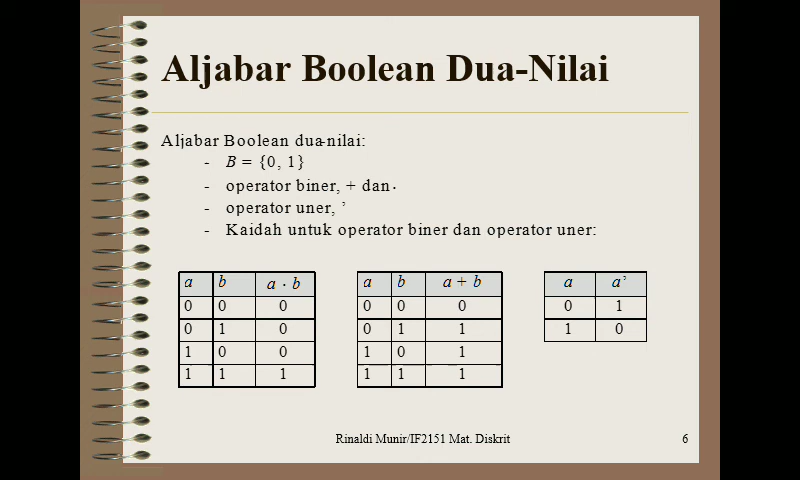 Aljabar Boolean Dua-Nilai
Aljabar Boolean dua-nilai:
- B = {0, 1}
- operator biner, + dan ·
- operator uner, ’
- Kaidah untuk operator biner dan operator uner:
a b a · b
0 0 0
0 1 0
1 0 0
1 1 1
a b a + b
0 0 0
0 1 1
1 0 1
1 1 1
a a’
0 1
1 0
Rinaldi Munir/IF2151 Mat. Diskrit
6